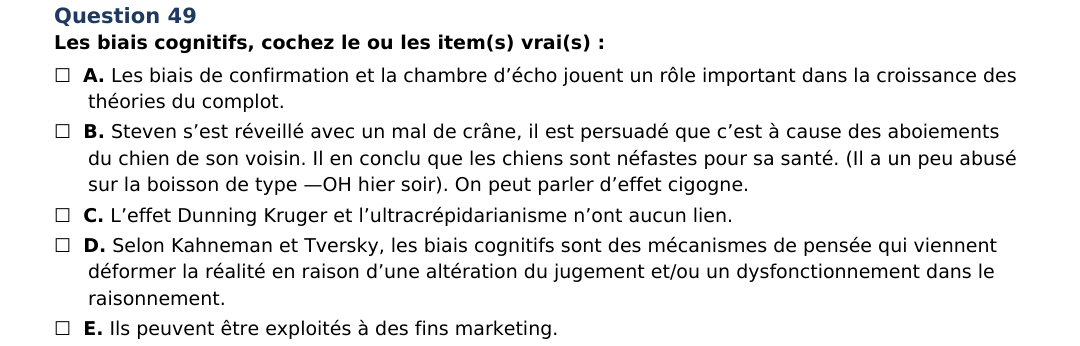 Question 49
Les biais cognitifs, cochez le ou les item(s) vrai(s) :
☐ A. Les biais de confirmation et la chambre d’écho jouent un rôle important dans la croissance des
théories du complot.
☐ B. Steven s’est réveillé avec un mal de crâne, il est persuadé que c’est à cause des aboiements
du chien de son voisin. Il en conclu que les chiens sont néfastes pour sa santé. (Il a un peu abusé
sur la boisson de type —OH hier soir). On peut parler d’effet cigogne.
☐ C. L’effet Dunning Kruger et l’ultracrépidarianisme n’ont aucun lien.
☐ D. Selon Kahneman et Tversky, les biais cognitifs sont des mécanismes de pensée qui viennent
déformer la réalité en raison d’une altération du jugement et/ou un dysfonctionnement dans le
raisonnement.
☐ E. Ils peuvent être exploités à des fins marketing.